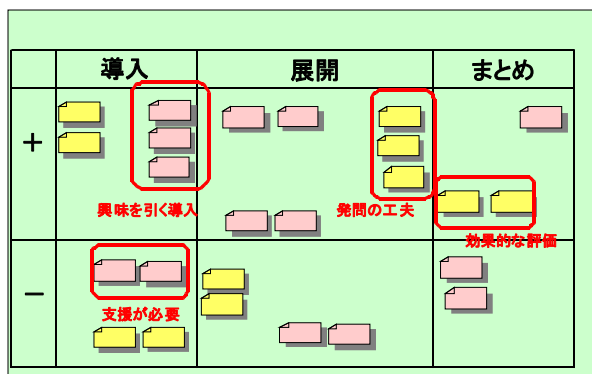 導入 展開 まとめ
＋
興味を引く導入 発問の工夫
効果的な評価
－
支援が必要